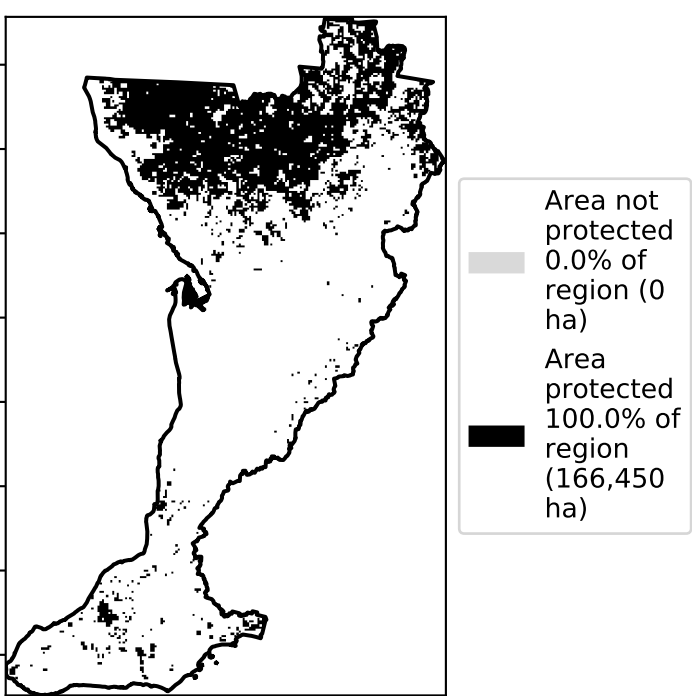 Area not
protected
0.0% of
region (0
ha)
Area
protected
100.0% of
region
(166,450
ha)